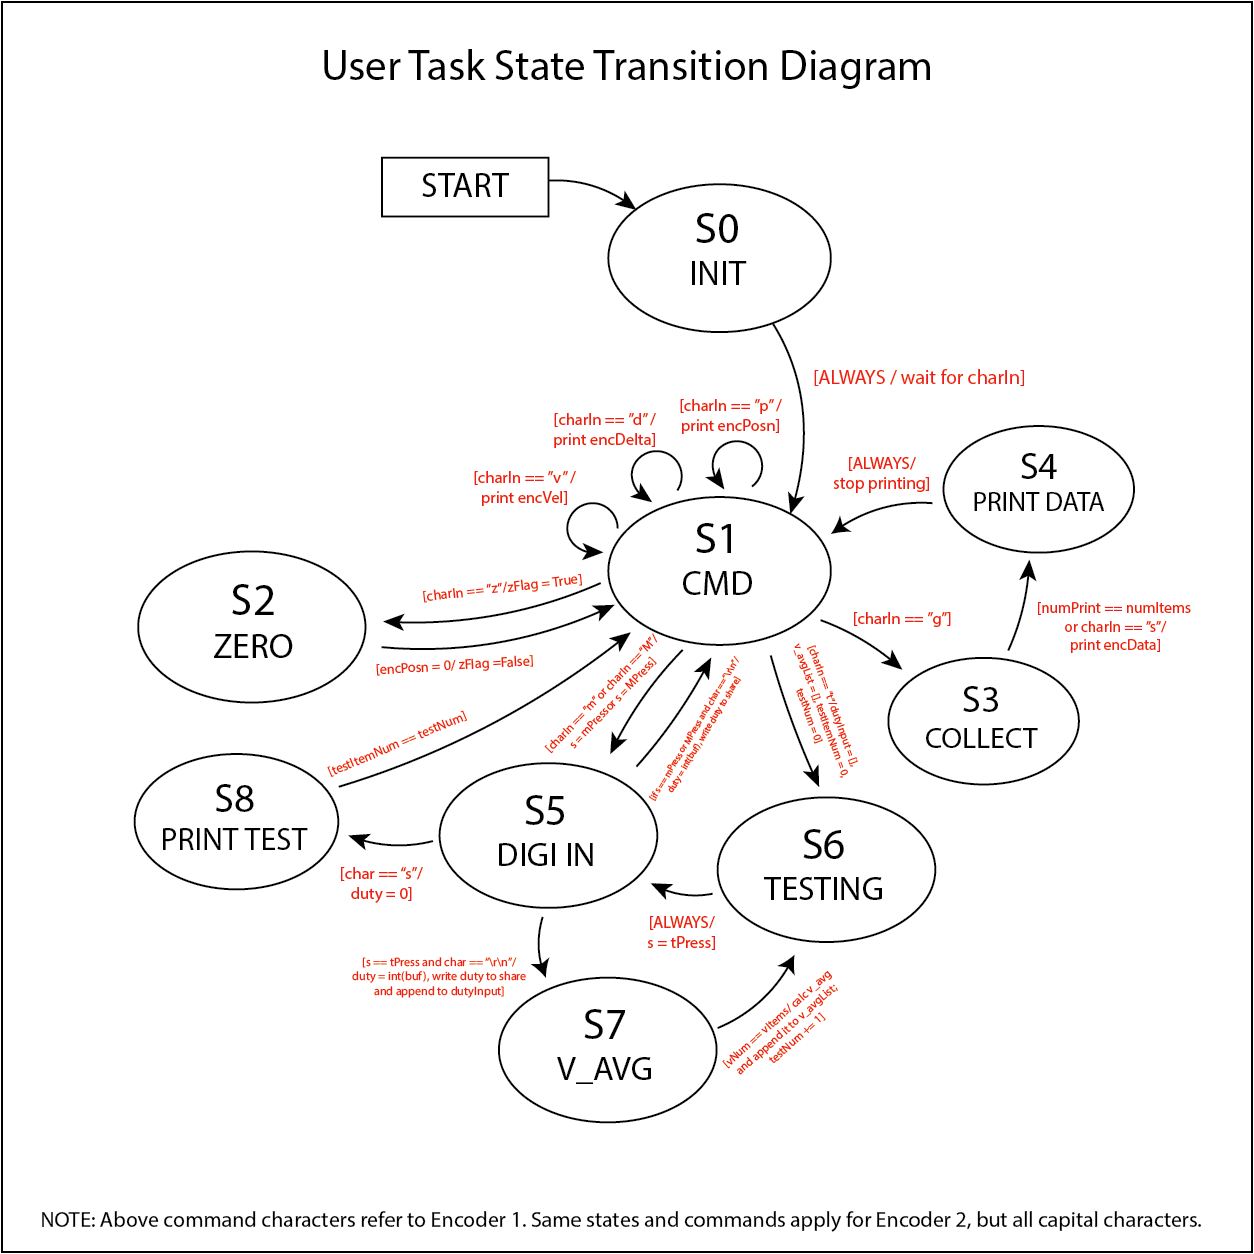 User Task State Transition Diagram
START
S0
INIT
[ALWAYS / wait for charIn]
[charIn == "p" /
print encPosn]
[charIn == "d" /
print encDelta]
[charIn == "v" /
print encVel]
[ALWAYS/
stop printing]
S4
PRINT DATA
S1
CMD
S2
ZERO
[charIn == "z"/zFlag = True]
[encPosn = 0/ zFlag =False]
[charIn == "g"]
[numPrint == numItems
or charIn == "s"/
print encData]
S3
COLLECT
[charIn == "m" or charIn == "M"/
s = mPress or s = MPress]
[if s == mPress or MPress and char == "\r\n"/
duty = int(buf), write duty to share]
[charIn == "t"/dutyInput = [],
v_avgList = [], testItemNum = 0,
testNum = 0]
[testItemNum == testNum]
S8
PRINT TEST
S5
DIGI IN
S6
TESTING
[char == "s"/
duty = 0]
[ALWAYS/
s = tPress]
[s == tPress and char == "\r\n"/
duty = int(buf), write duty to share
and append to dutyInput]
S7
V_AVG
[vNum == vItems/ calc v_avg
and append it to v_avgList;
testNum += 1]
NOTE: Above command characters refer to Encoder 1. Same states and commands apply for Encoder 2, but all capital characters.